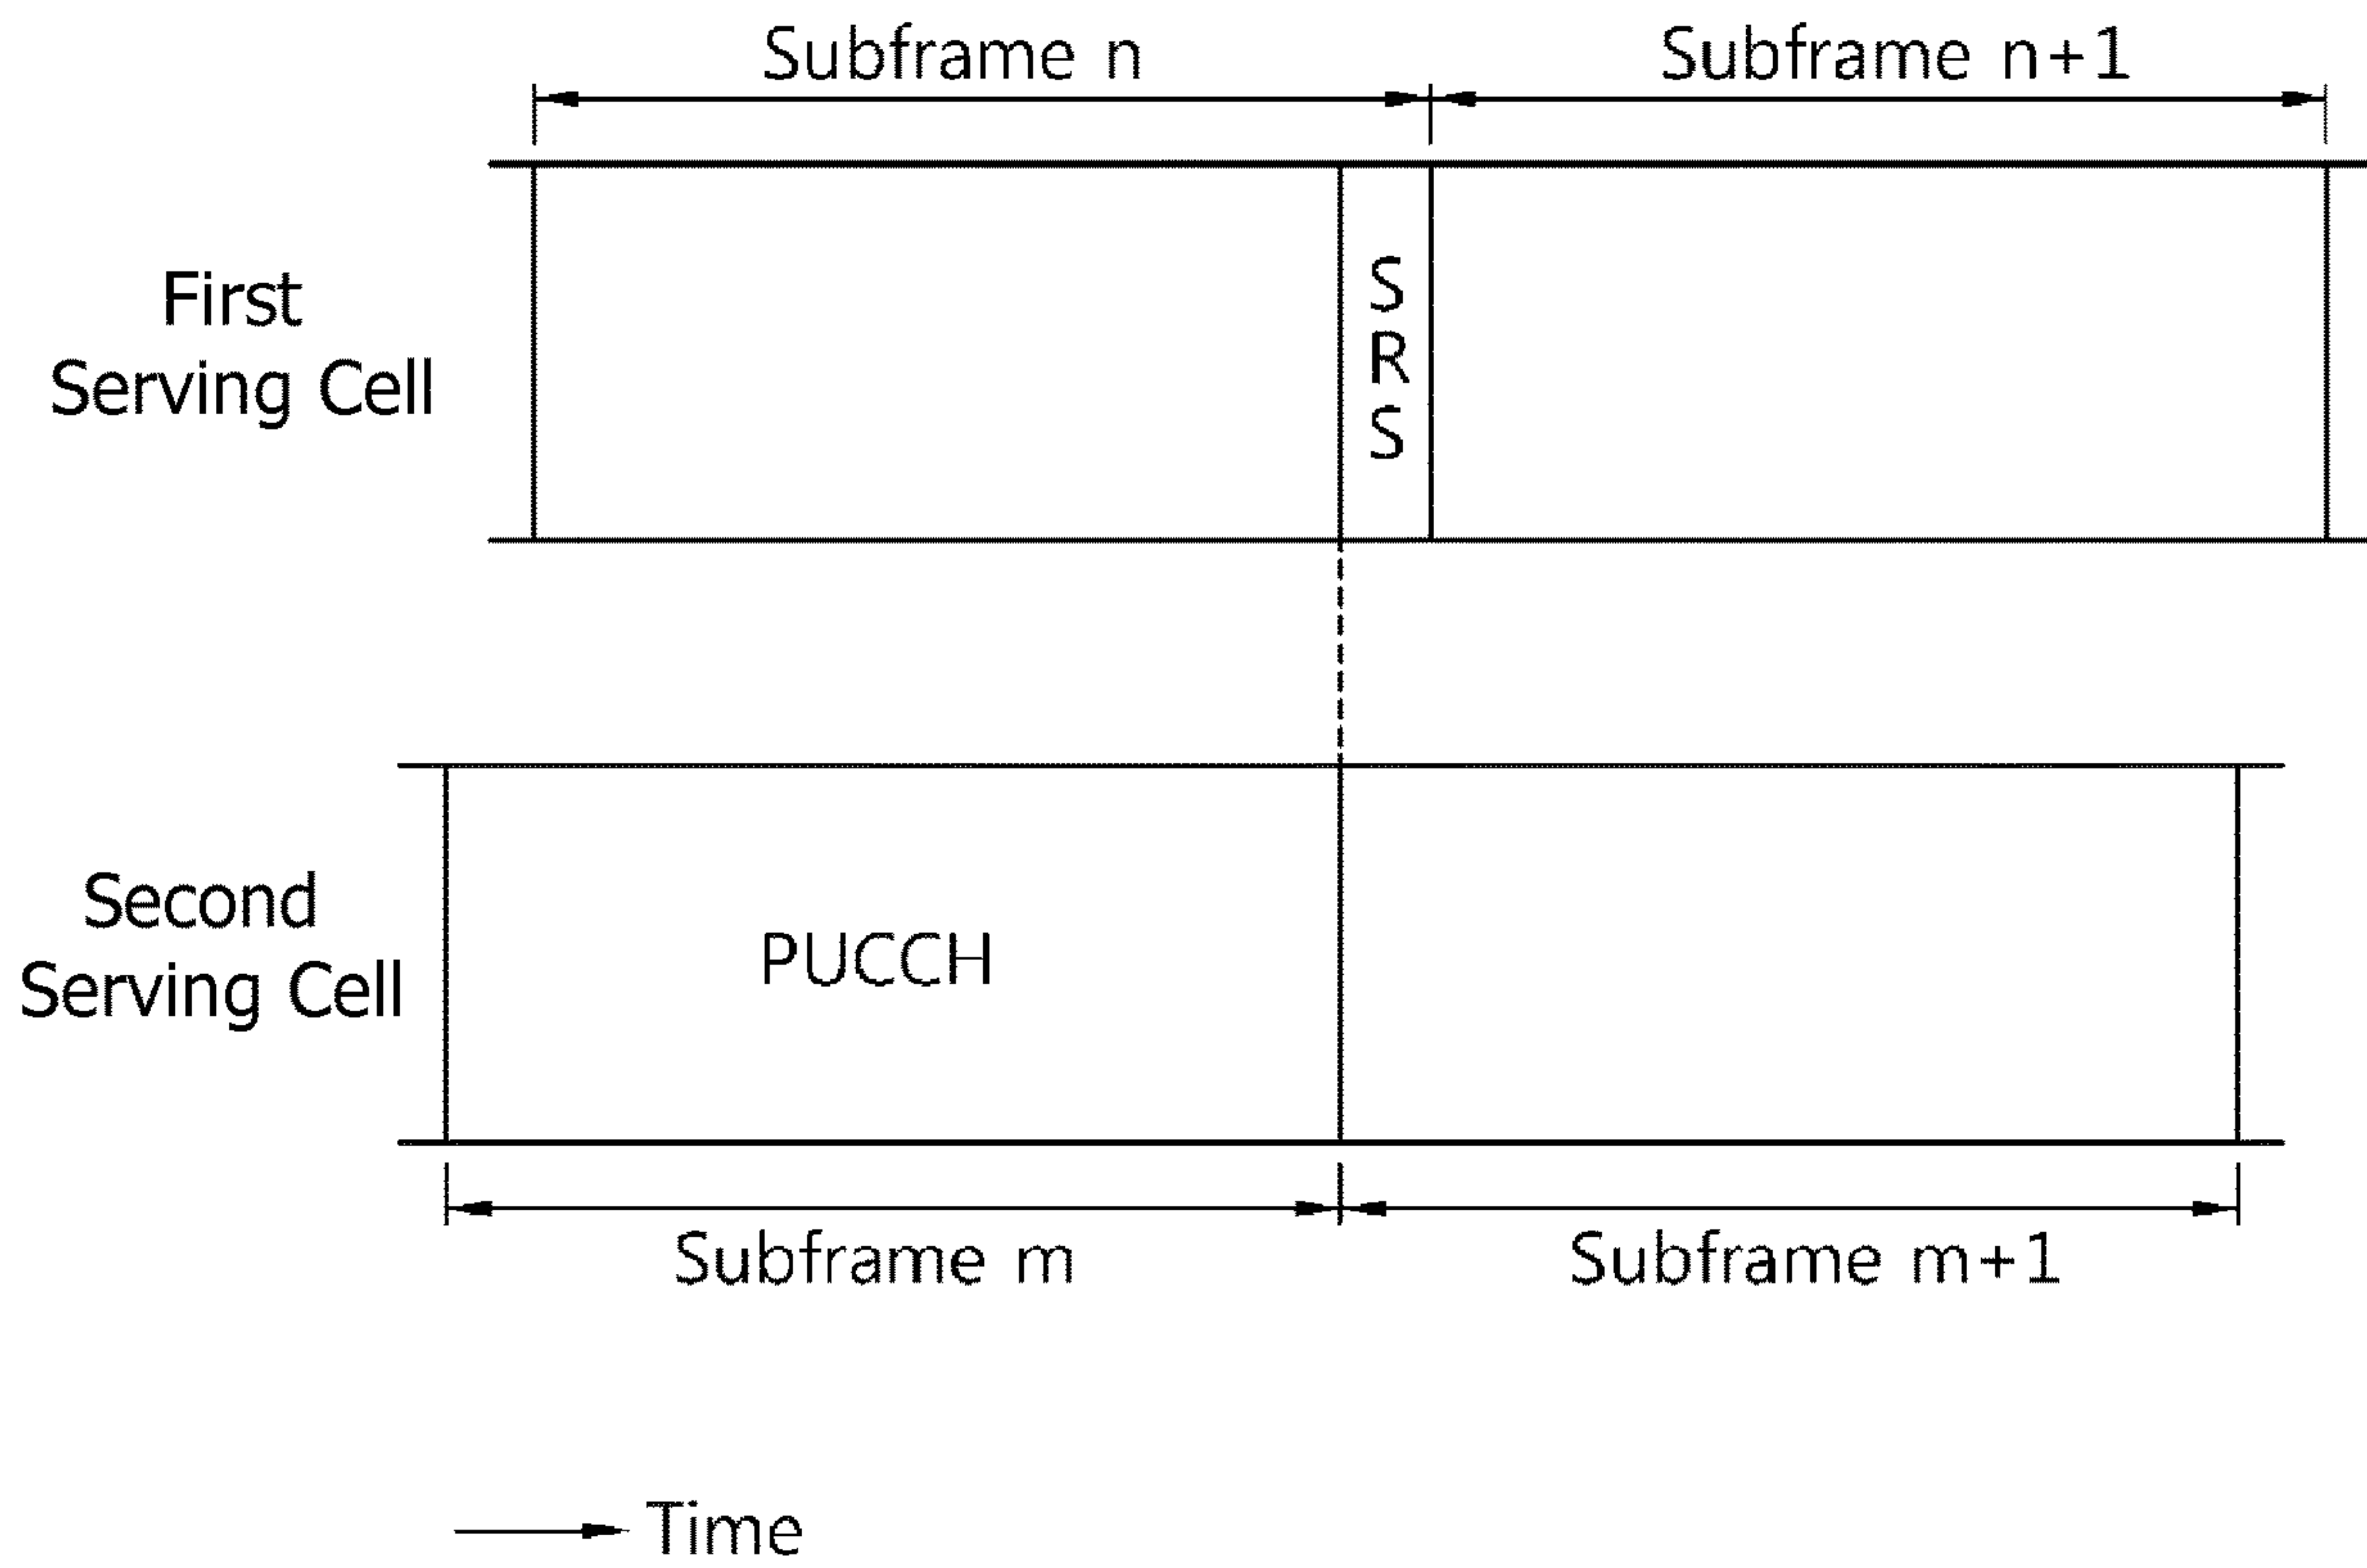 Subframe n
Subframe n+1
First
Serving Cell
S
R
S
Second
Serving Cell
PUCCH
Subframe m
Subframe m+1
Time